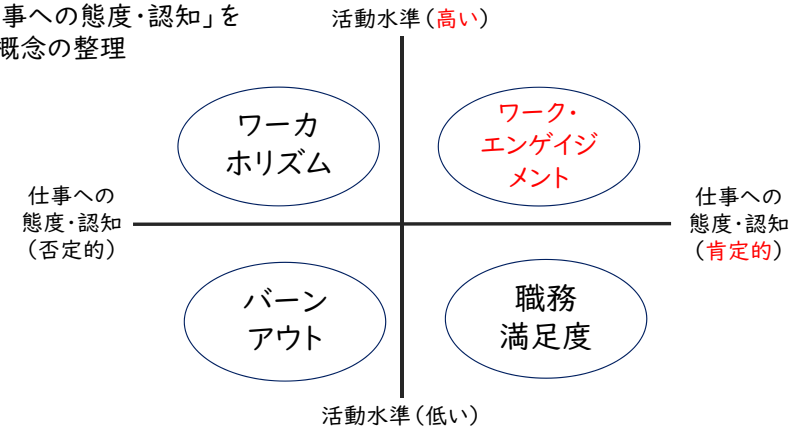 事への態度・認知」を
概念の整理
活動水準（高い）
ワーカ
ホリズム
ワーク・
エンゲイジ
メント
仕事への
態度・認知
（否定的）
仕事への
態度・認知
（肯定的）
バーン
アウト
職務
満足度
活動水準（低い）